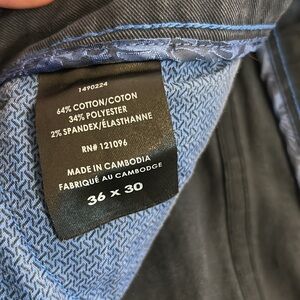 1490224
64% COTTON/COTON
34% POLYESTER
2% SPANDEX/ÉLASTHANNE
RN# 121096
MADE IN CAMBODIA
FABRIQUÉ AU CAMBODGE
36 X 30